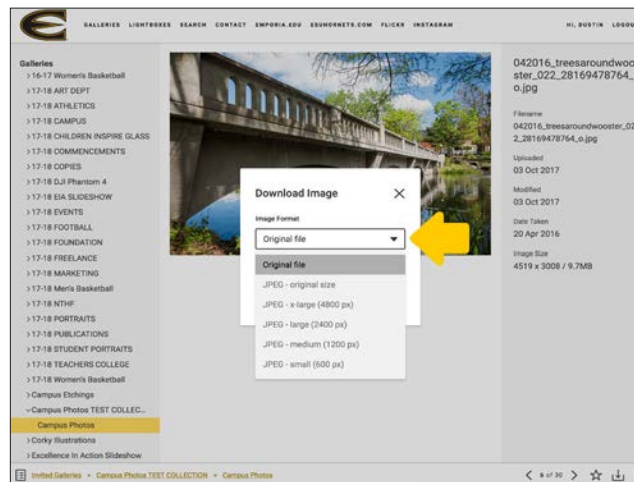 GALLERIES LIGHTBOXES SEARCH CONTACT EMPORIA.EDU ESUHORNETS.COM FLICKR INSTAGRAM HI, DUSTIN LOGOU
Galleries
>16-17 Women's Basketball
>17-18 ART DEPT
>17-18 ATHLETICS
>17-18 CAMPUS
>17-18 CHILDREN INSPIRE GLASS
>17-18 COMMENCEMENTS
>17-18 COPIES
>17-18 DJI Phantom 4
>17-18 EIA SLIDESHOW
>17-18 EVENTS
>17-18 FOOTBALL
>17-18 FOUNDATION
>17-18 FREELANCE
>17-18 MARKETING
>17-18 Men's Basketball
>17-18 NTHF
>17-18 PORTRAITS
>17-18 PUBLICATIONS
>17-18 STUDENT PORTRAITS
>17-18 TEACHERS COLLEGE
>17-18 Women's Basketball
>Campus Etchings
Campus Photos TEST COLLEC...
Campus Photos
>Corky Illustrations
>Excellence In Action Slideshow
Download Image
Image Format
Original file
Original file
JPEG - original size
JPEG - x-large (4800 px)
JPEG - large (2400 px)
JPEG - medium (1200 px)
JPEG - small (600 px)
042016_treesaroundwoo
ster_022_28169478764_
o.jpg
Filename
042016_treesaroundwooster_02
2_28169478764_o.jpg
Uploaded
03 Oct 2017
Modified
03 Oct 2017
Date Taken
20 Apr 2016
Image Size
4519 x 3008 / 9.7MB
Invited Galleries • Campus Photos TEST COLLECTION • Campus Photos
of 30